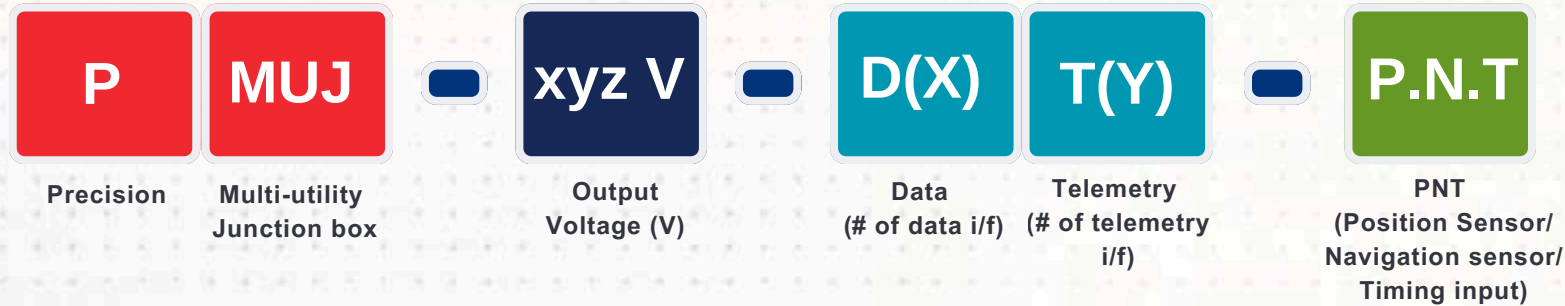 P
MUJ
xyz V
D(X)
T(Y)
P.N.T
Precision
Multi-utility
Junction box
Output
Voltage (V)
Data
(# of data i/f)
Telemetry
(# of telemetry
i/f)
PNT
(Position Sensor/
Navigation sensor/
Timing input)